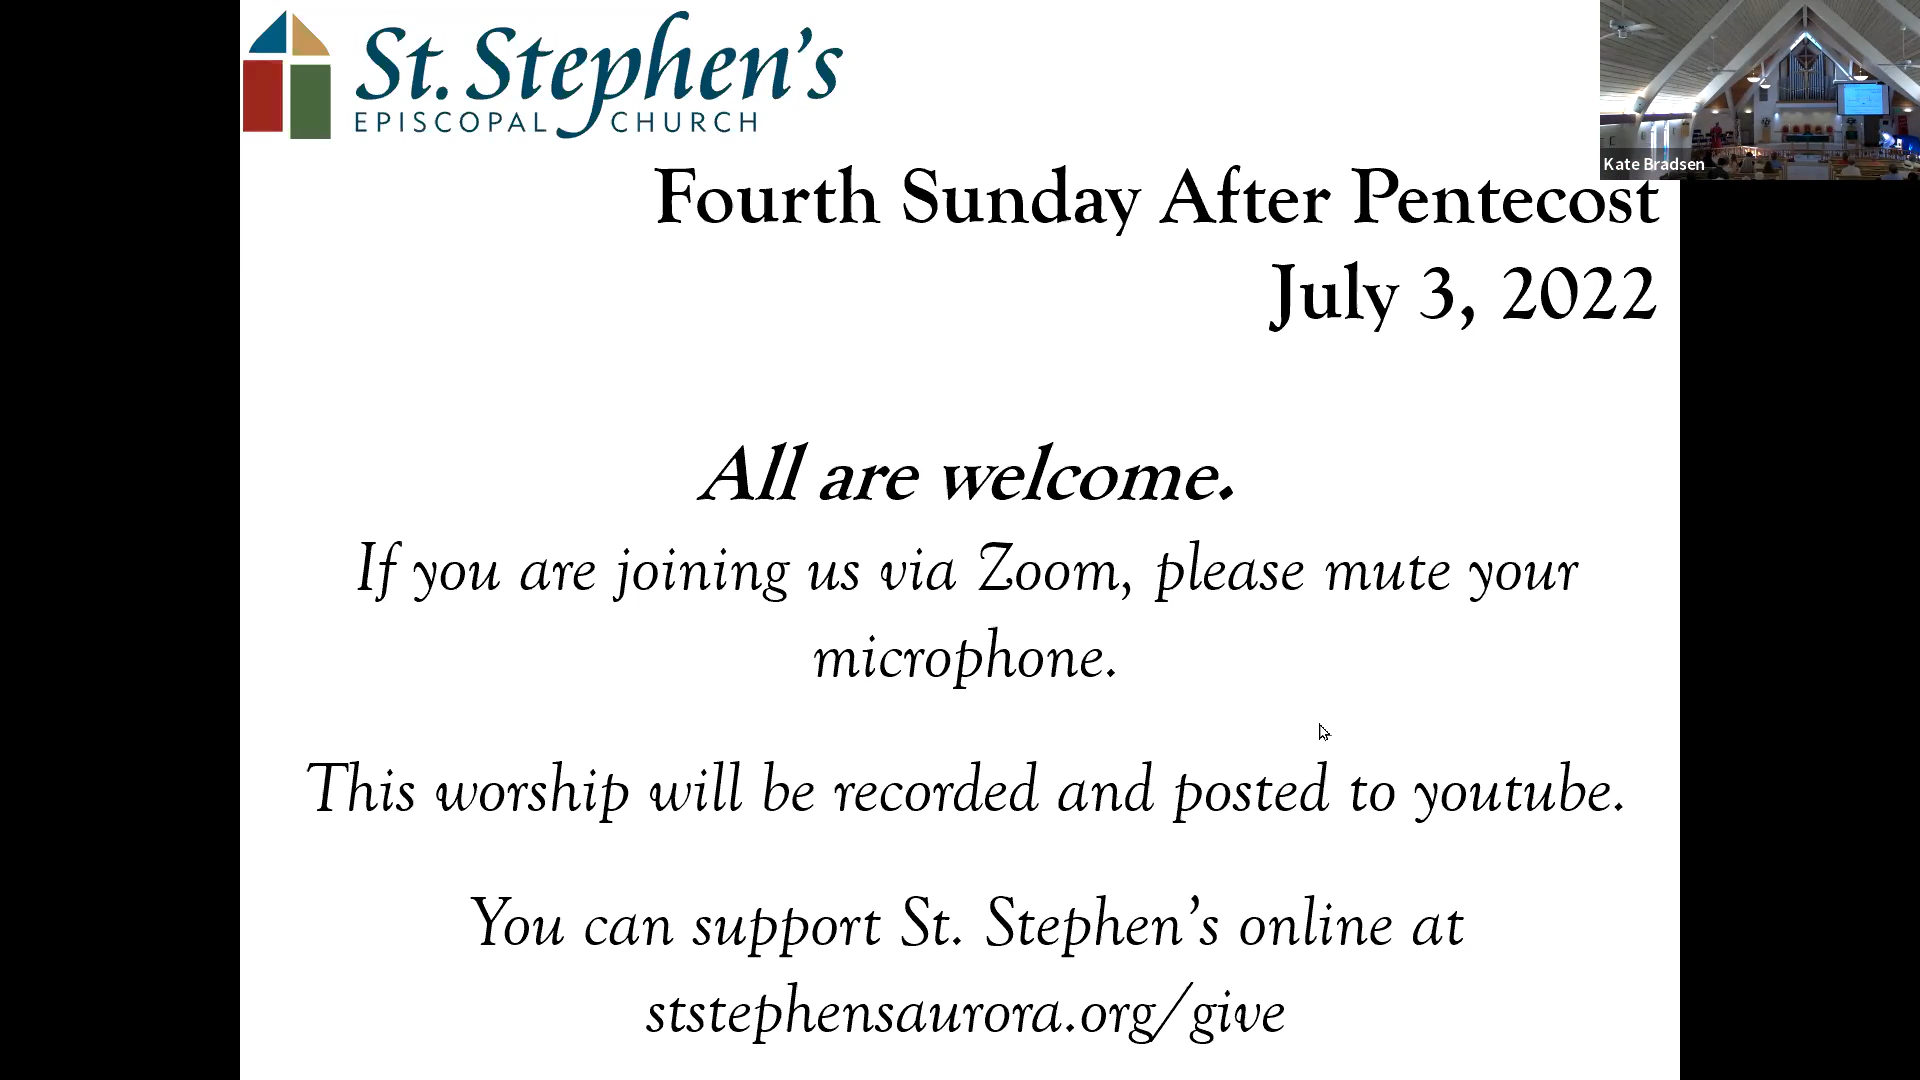 St. Stephen's
EPISCOPAL CHURCH
Kate Bradsen
Fourth Sunday After Pentecost
July 3, 2022
All are welcome.
If you are joining us via Zoom, please mute your
microphone.
This worship will be recorded and posted to youtube.
You can support St. Stephen's online at
ststephensaurora.org/give